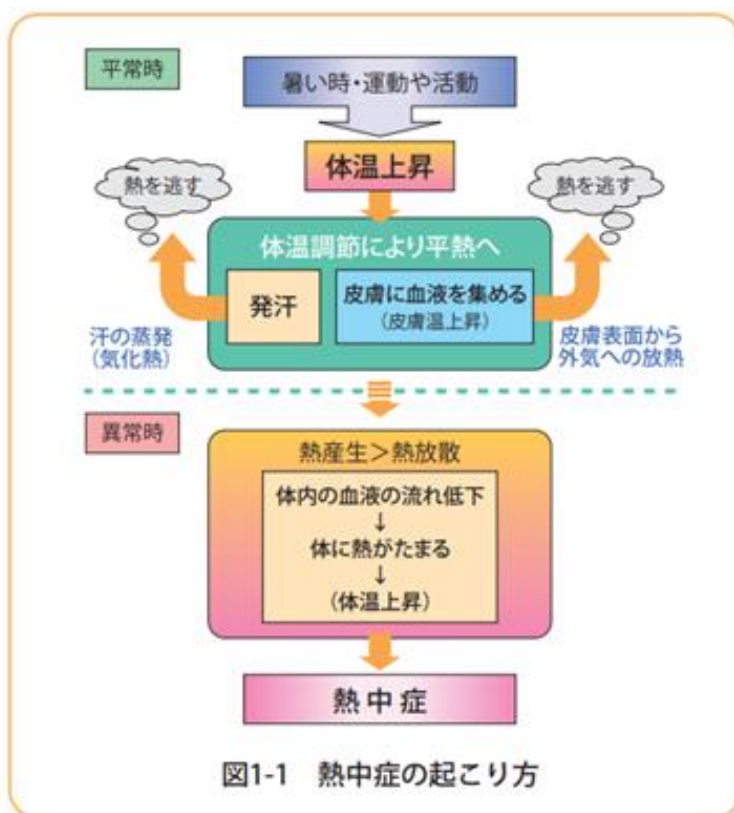 平常時
暑い時・運動や活動
体温上昇
熱を逃す
熱を逃す
体温調節により平熱へ
発汗
皮膚に血液を集める
(皮膚温上昇)
汗の蒸発
(気化熱)
皮膚表面から
外気への放熱
異常時
熱産生＞熱放散
体内の血液の流れ低下
↓
体に熱がたまる
↓
(体温上昇)
熱中症
図1-1 熱中症の起こり方